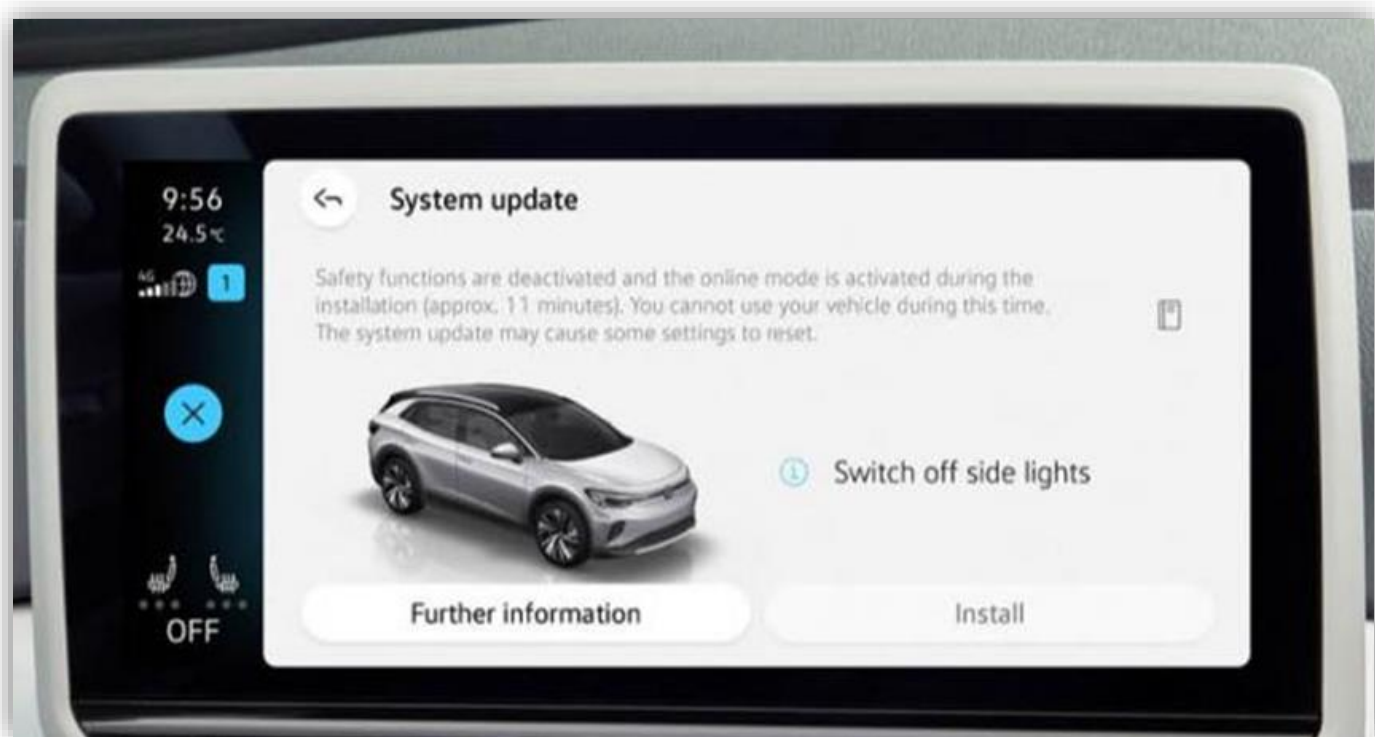 9:56
24.5°C
4G
1
OFF
System update
Safety functions are deactivated and the online mode is activated during the
installation (approx. 11 minutes). You cannot use your vehicle during this time.
The system update may cause some settings to reset.
Switch off side lights
Further information
Install